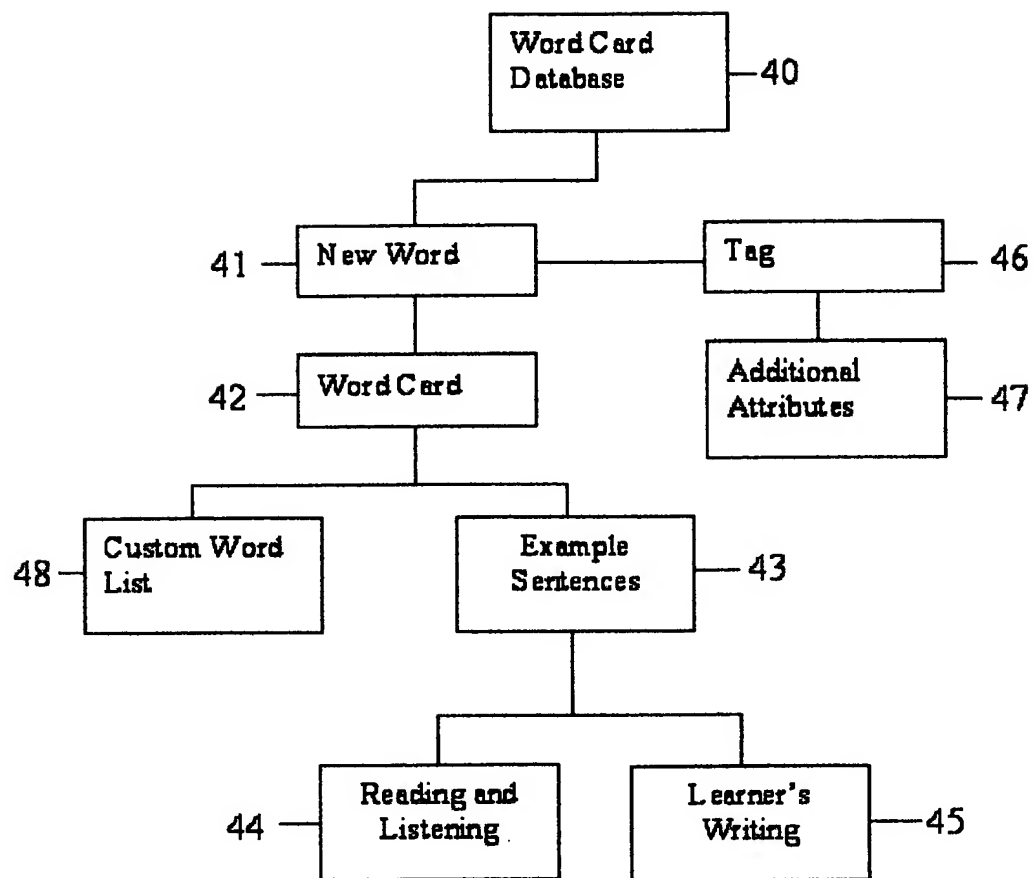 Word Card
Database
40
41
New Word
Tag
46
42
Word Card
Additional
Attributes
47
48
Custom Word
List
Example
Sentences
43
44
Reading and
Listening
Learner's
Writing
45